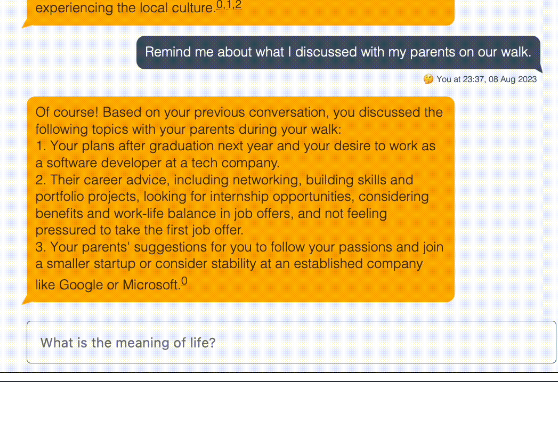 experiencing the local culture.0,1,2
Remind me about what I discussed with my parents on our walk.
You at 23:37, 08 Aug 2023
Of course! Based on your previous conversation, you discussed the
following topics with your parents during your walk:
1. Your plans after graduation next year and your desire to work as
a software developer at a tech company.
2. Their career advice, including networking, building skills and
portfolio projects, looking for internship opportunities, considering
benefits and work-life balance in job offers, and not feeling
pressured to take the first job offer.
3. Your parents' suggestions for you to follow your passions and join
a smaller startup or consider stability at an established company
like Google or Microsoft.0
What is the meaning of life?